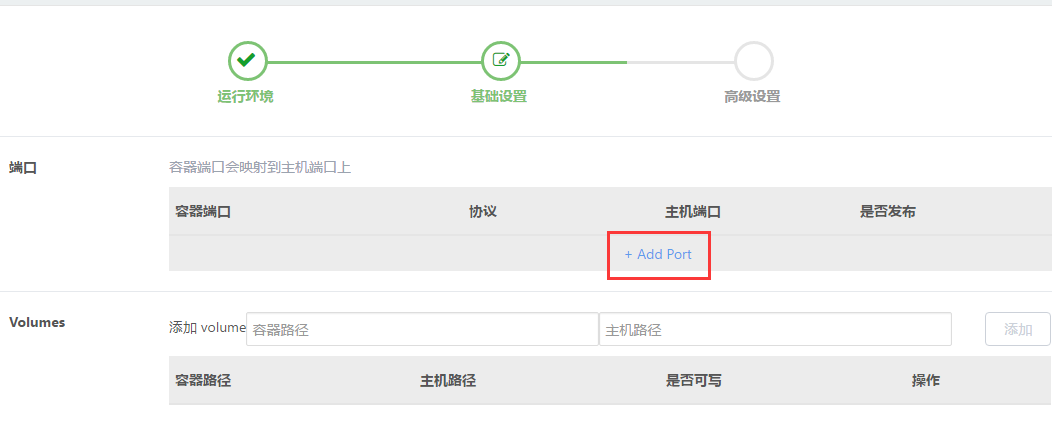 运行环境 基础设置 高级设置
端口 容器端口会映射到主机端口上
容器端口 协议 主机端口 是否发布
+ Add Port
Volumes 添加 volume 容器路径 主机路径 添加
容器路径 主机路径 是否可写 操作